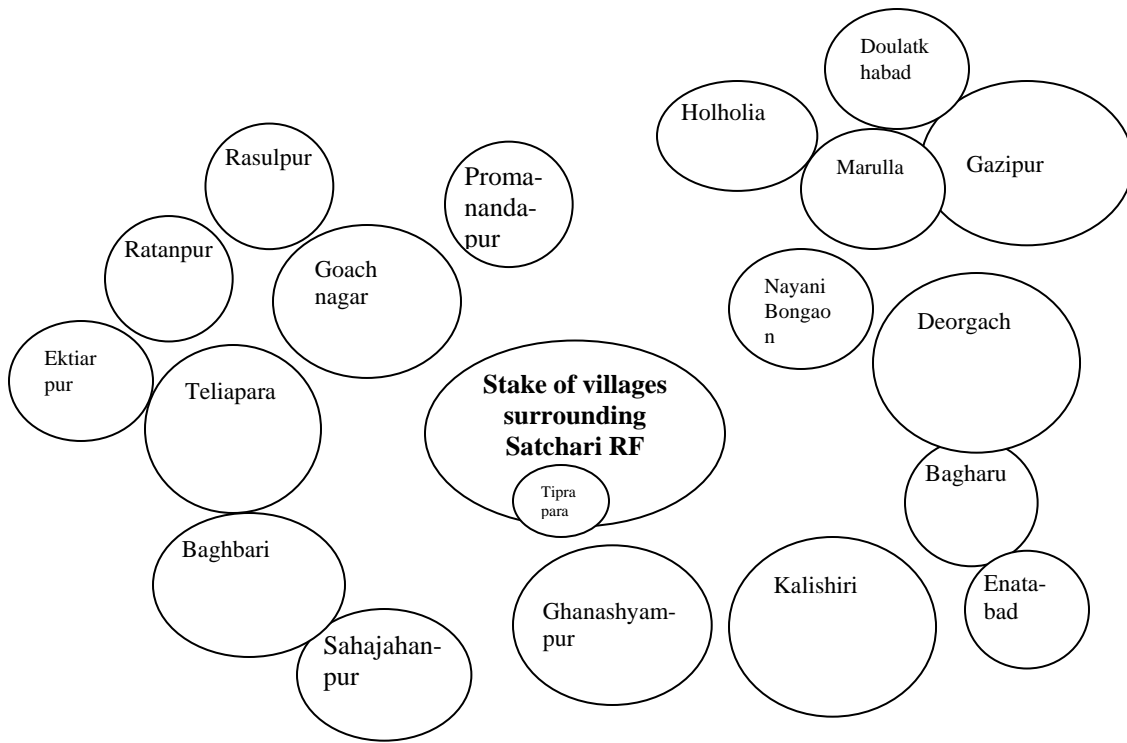 Doulatk
habad
Holholia
Marulla
Gazipur
Rasulpur
Proma-
nanda-
pur
Ratanpur
Goach
nagar
Nayani
Bongao
n
Deorgach
Ektiar
pur
Teliapara
Stake of villages
surrounding
Satchari RF
Tipra
para
Bagharu
Baghbari
Ghanashyam-
pur
Kalishiri
Enata-
bad
Sahajahan-
pur